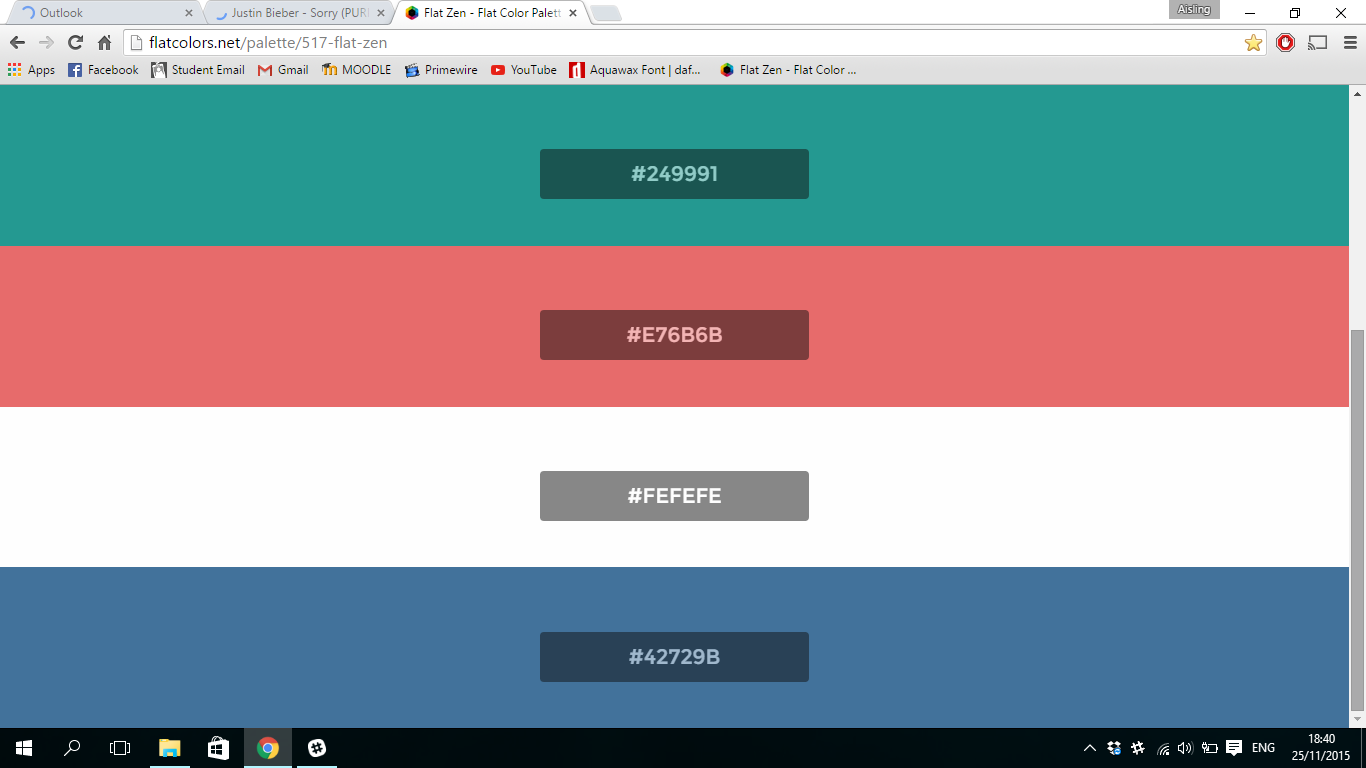 Outlook
Justin Bieber - Sorry (PUR
Flat Zen - Flat Color Palett
Aisling
flatcolors.net/palette/517-flat-zen
Apps
Facebook
Student Email
Gmail
MOODLE
Primewire
YouTube
Aquawax Font | daf...
Flat Zen - Flat Color ...
#249991
#E76B6B
#FEFEFE
#42729B
ENG
18:40
25/11/2015